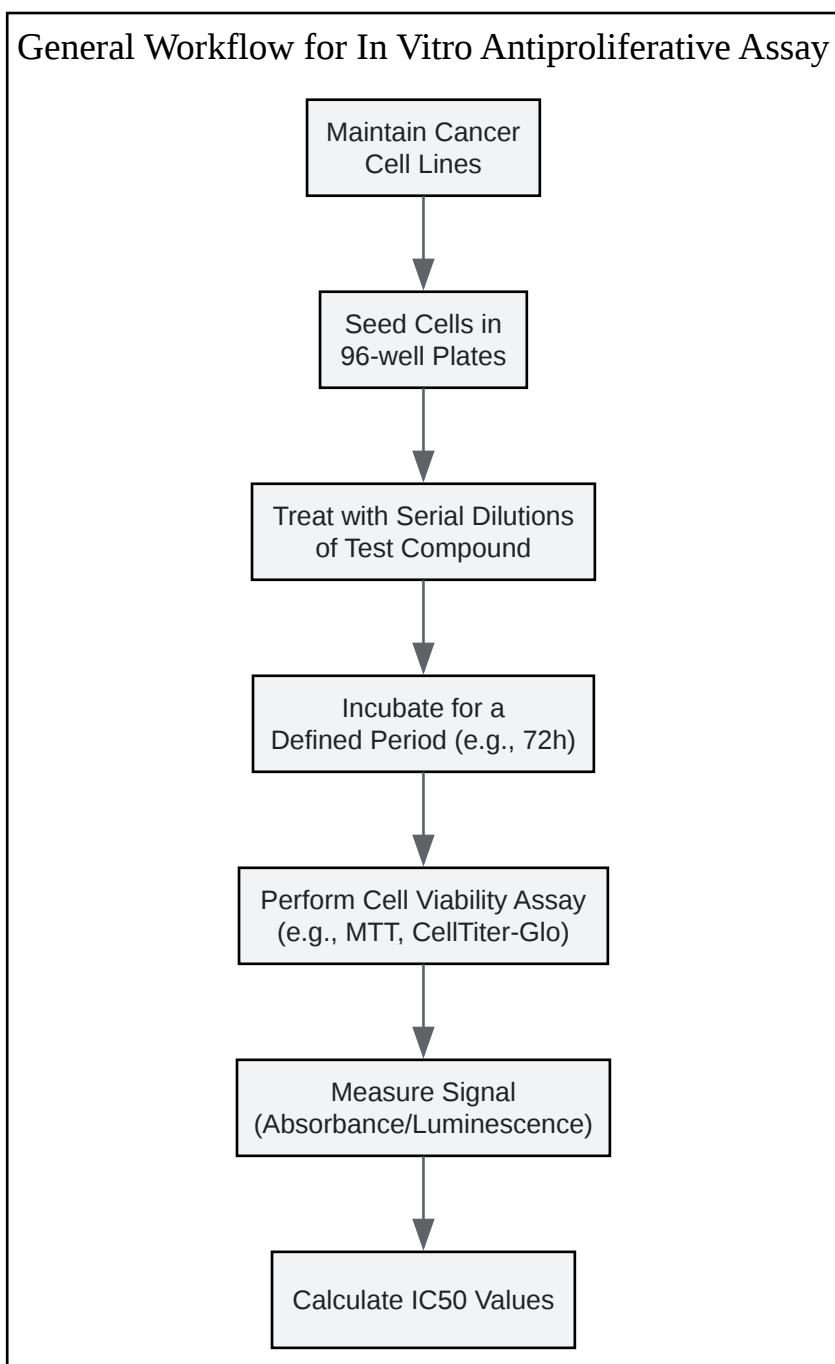 General Workflow for In Vitro Antiproliferative Assay
Maintain Cancer
Cell Lines
Seed Cells in
96-well Plates
Treat with Serial Dilutions
of Test Compound
Incubate for a
Defined Period (e.g., 72h)
Perform Cell Viability Assay
(e.g., MTT, CellTiter-Glo)
Measure Signal
(Absorbance/Luminescence)
Calculate IC50 Values